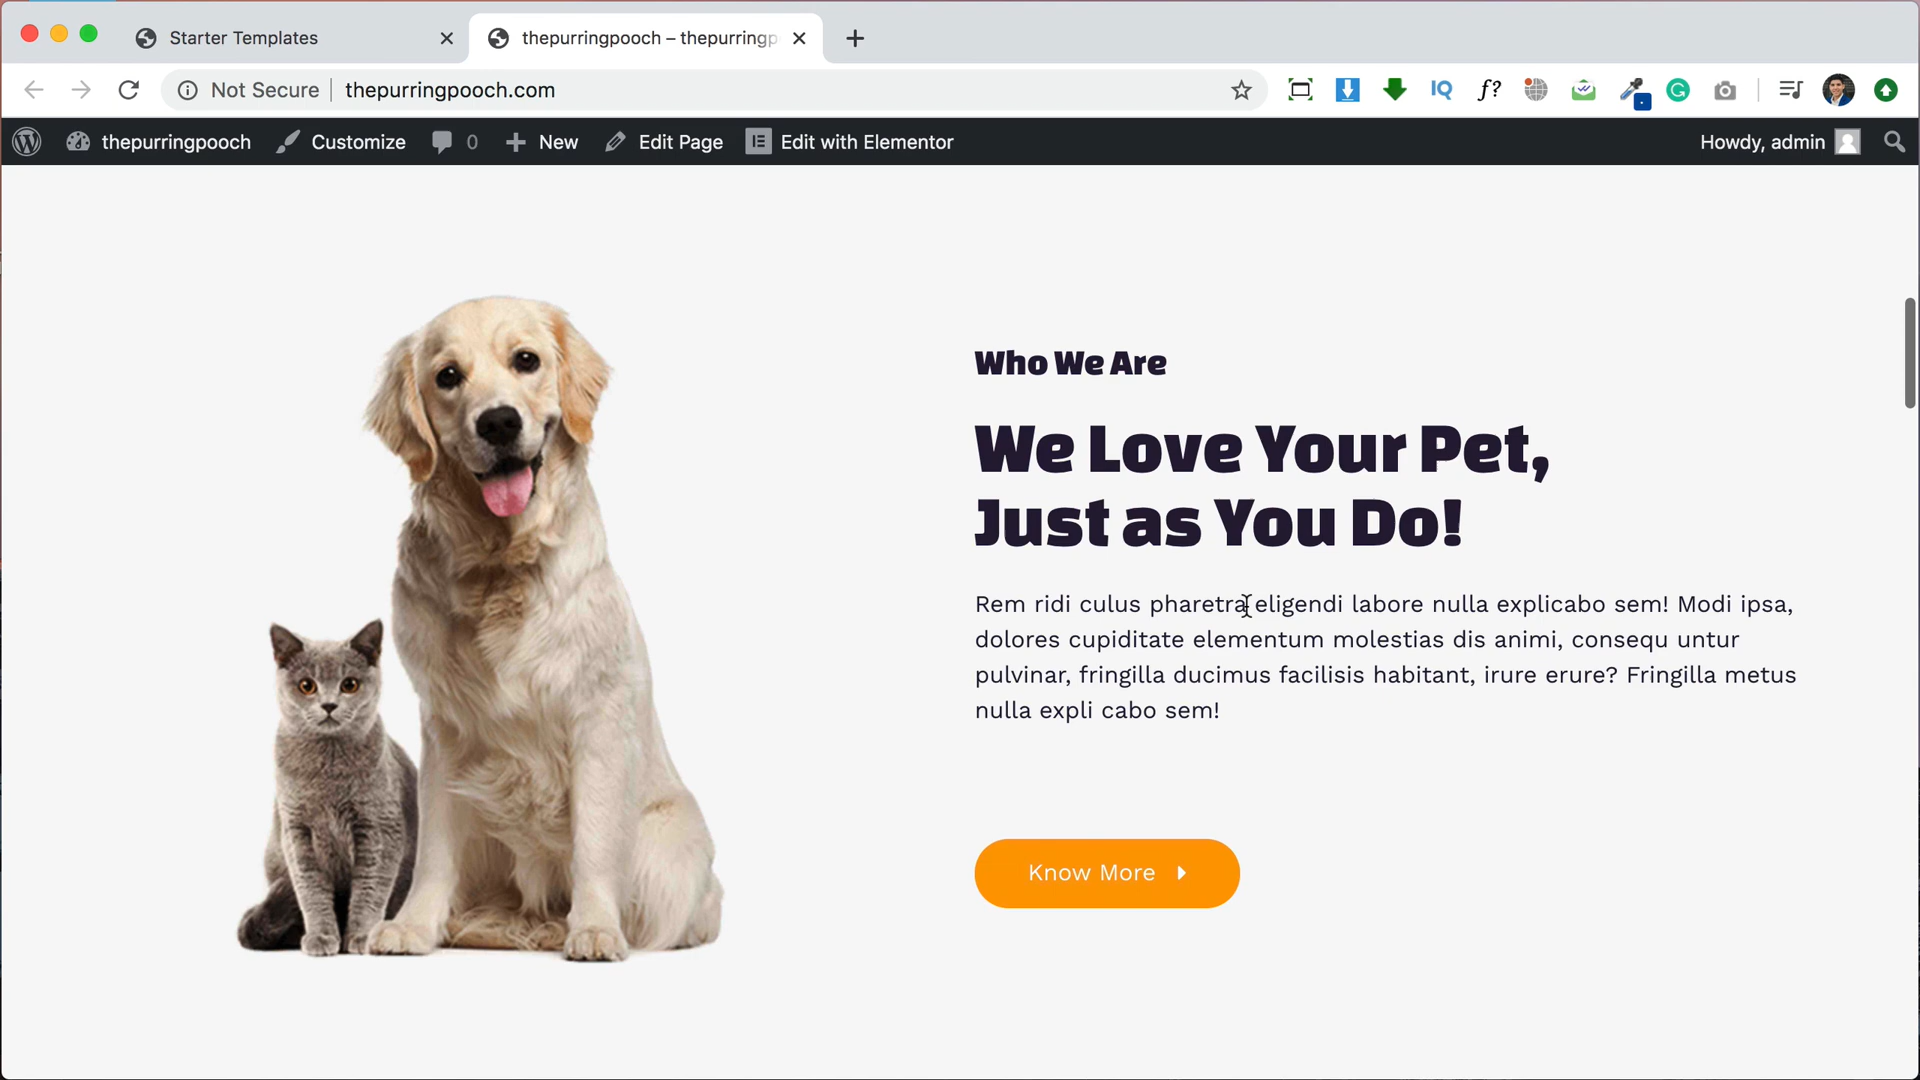 Starter Templates
thepurringpooch – thepurringp
Not Secure
thepurringpooch.com
IQ
f?
thepurringpooch
Customize
0
New
Edit Page
Edit with Elementor
Howdy, admin
Who We Are
We Love Your Pet,
Just as You Do!
Rem ridi culus pharetra eligendi labore nulla explicabo sem! Modi ipsa,
dolores cupiditate elementum molestias dis animi, consequ untur
pulvinar, fringilla ducimus facilisis habitant, irure erure? Fringilla metus
nulla expli cabo sem!
Know More